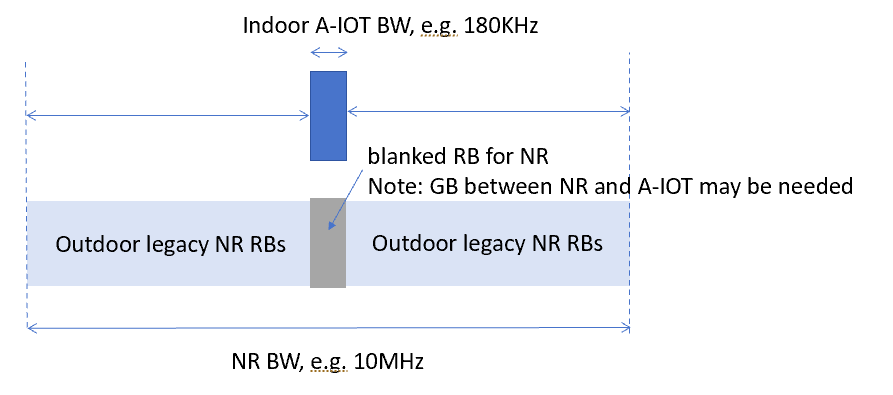 Indoor A-IOT BW, e.g. 180KHz
blanked RB for NR
Note: GB between NR and A-IOT may be needed
Outdoor legacy NR RBs
Outdoor legacy NR RBs
NR BW, e.g. 10MHz